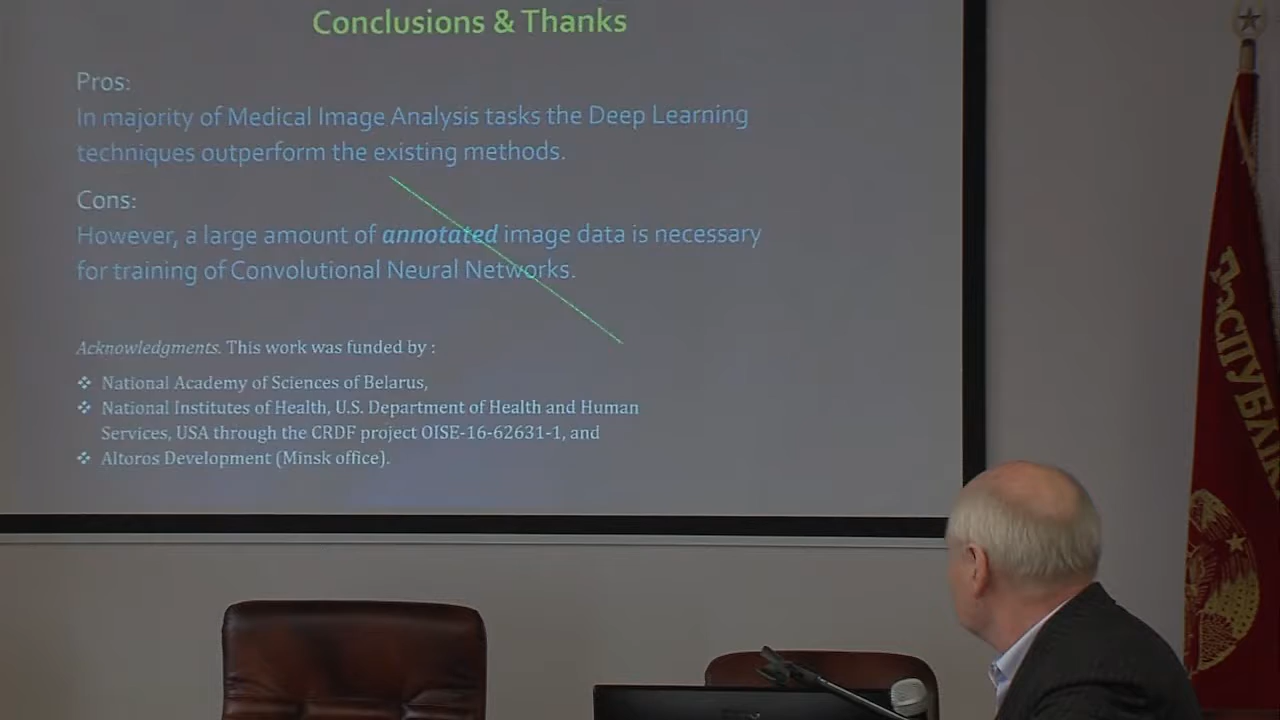 Conclusions & Thanks
Pros:
In majority of Medical Image Analysis tasks the Deep Learning
techniques outperform the existing methods.
Cons:
However, a large amount of annotated image data is necessary
for training of Convolutional Neural Networks.
Acknowledgments. This work was funded by :
❖ National Academy of Sciences of Belarus,
❖ National Institutes of Health, U.S. Department of Health and Human
Services, USA through the CRDF project OISE-16-62631-1, and
❖ Altoros Development (Minsk office).